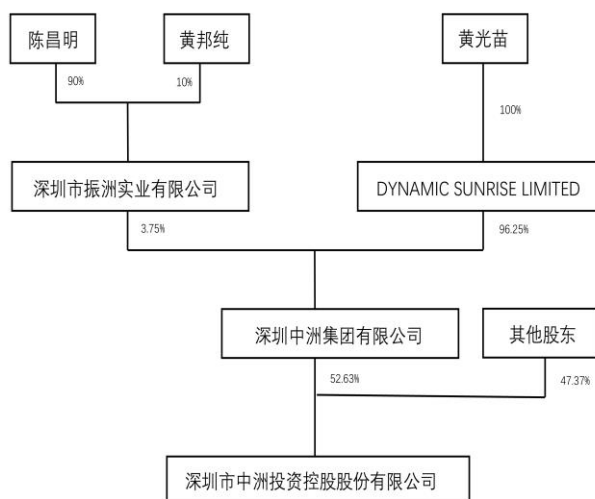 陈昌明
黄邦纯
黄光苗
90%
10%
100%
深圳市振洲实业有限公司
DYNAMIC SUNRISE LIMITED
3.75%
96.25%
深圳中洲集团有限公司
其他股东
52.63%
47.37%
深圳市中洲投资控股股份有限公司